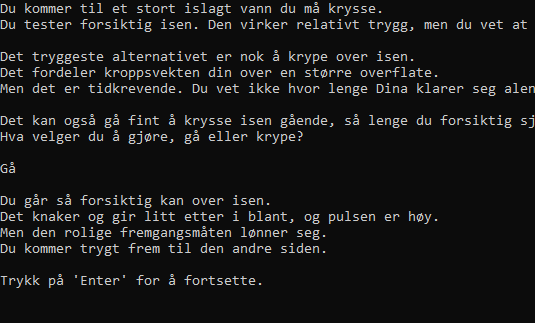 Du kommer til et stort islagt vann du må krysse.
Du tester forsiktig isen. Den virker relativt trygg, men du vet at
Det tryggeste alternativet er nok å krype over isen.
Det fordeler kroppsvekten din over en større overflate.
Men det er tidkrevende. Du vet ikke hvor lenge Dina klarer seg alen
Det kan også gå fint å krysse isen gående, så lenge du forsiktig sj
Hva velger du å gjøre, gå eller krype?
Gå
Du går så forsiktig kan over isen.
Det knaker og gir litt etter i blant, og pulsen er høy.
Men den rolige fremgangsmåten lønner seg.
Du kommer trygt frem til den andre siden.
Trykk på 'Enter' for å fortsette.